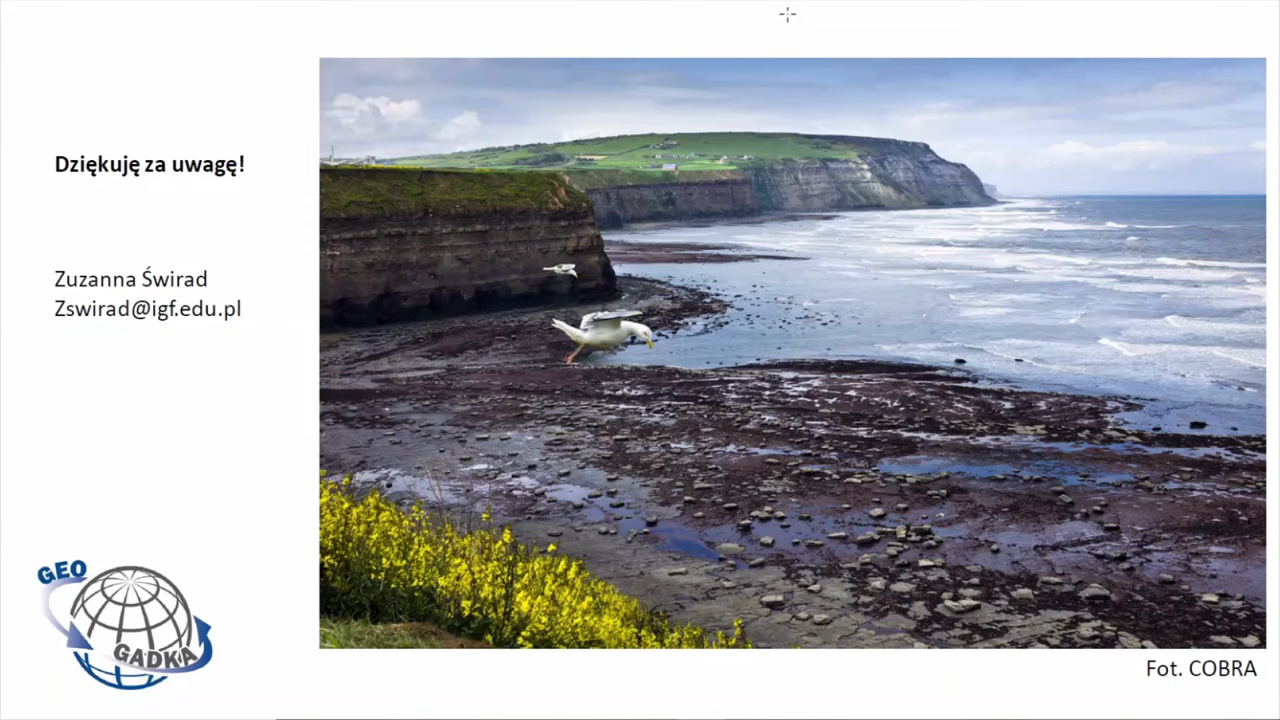 Dziękuję za uwagę!
Zuzanna Świrad
Zswirad@igf.edu.pl
GEO
GADKA
Fot. COBRA